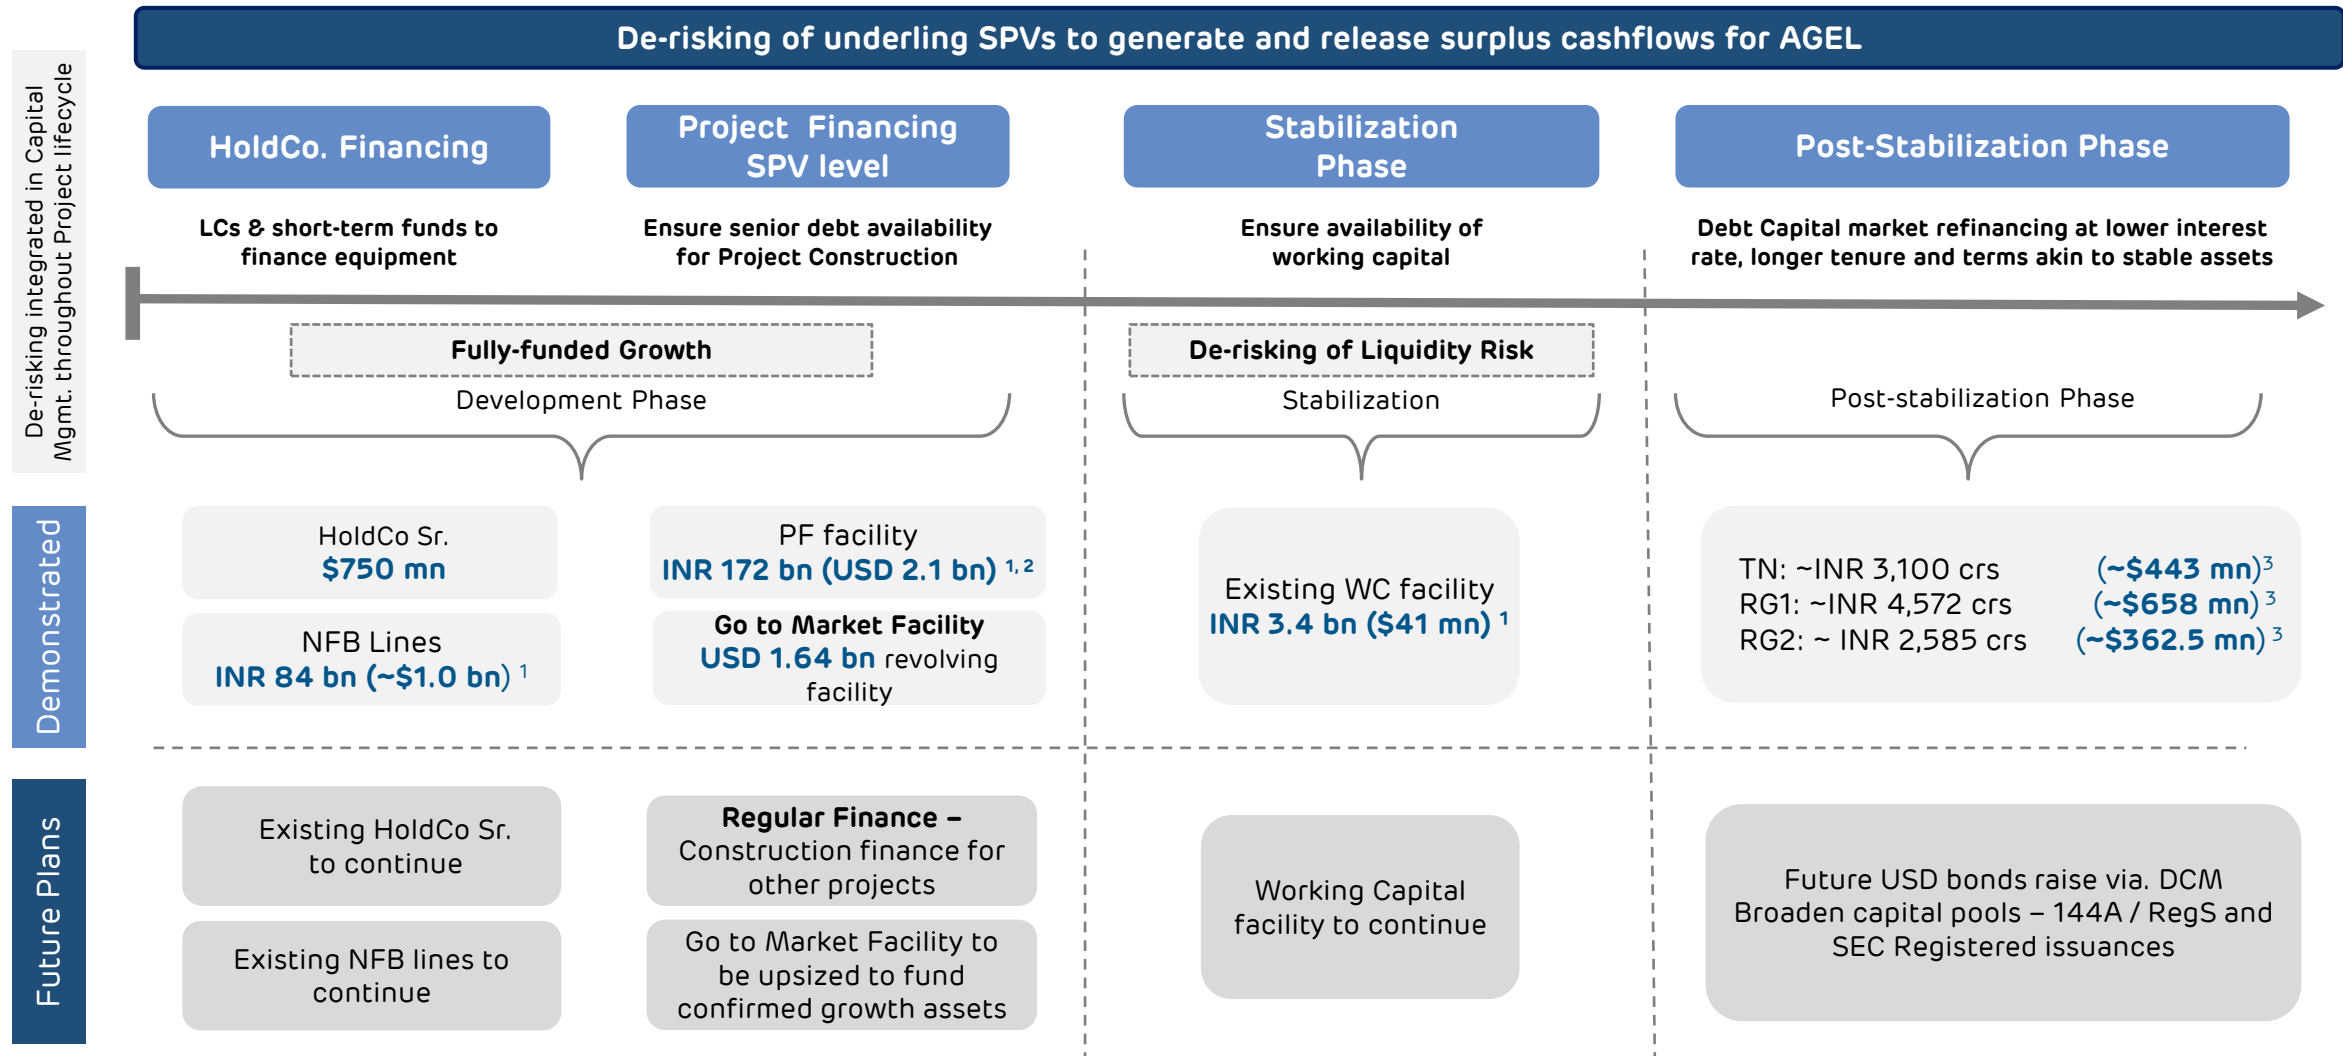 De-risking of underling SPVs to generate and release surplus cashflows for AGEL
De-risking integrated in Capital
Mgmt. throughout Project lifecycle
HoldCo. Financing
Project Financing
SPV level
Stabilization
Phase
Post-Stabilization Phase
LCs & short-term funds to
finance equipment
Ensure senior debt availability
for Project Construction
Ensure availability of
working capital
Debt Capital market refinancing at lower interest
rate, longer tenure and terms akin to stable assets
Fully-funded Growth
De-risking of Liquidity Risk
Development Phase
Stabilization
Post-stabilization Phase
Demonstrated
HoldCo Sr.
$750 mn
NFB Lines
INR 84 bn (~$1.0 bn) 1
PF facility
INR 172 bn (USD 2.1 bn) 1, 2
Go to Market Facility
USD 1.64 bn revolving
facility
Existing WC facility
INR 3.4 bn ($41 mn) 1
TN: ~INR 3,100 crs (~$443 mn)3
RG1: ~INR 4,572 crs (~$658 mn) 3
RG2: ~ INR 2,585 crs (~$362.5 mn) 3
Future Plans
Existing HoldCo Sr.
to continue
Existing NFB lines to
continue
Regular Finance –
Construction finance for
other projects
Go to Market Facility to
be upsized to fund
confirmed growth assets
Working Capital
facility to continue
Future USD bonds raise via. DCM
Broaden capital pools – 144A / RegS and
SEC Registered issuances